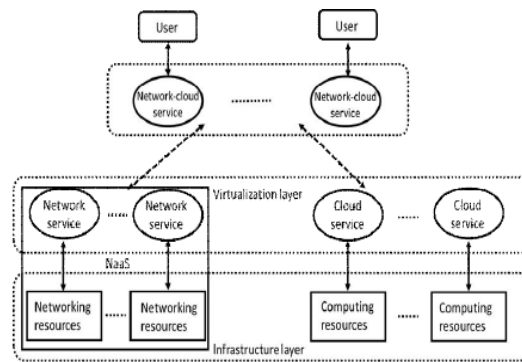 User
User
Network-cloud
service
Network-cloud
service
Virtualization layer
Network
service
Network
service
Cloud
service
Cloud
service
NaaS
Networking
resources
Networking
resources
Computing
resources
Computing
resources
Infrastructure layer